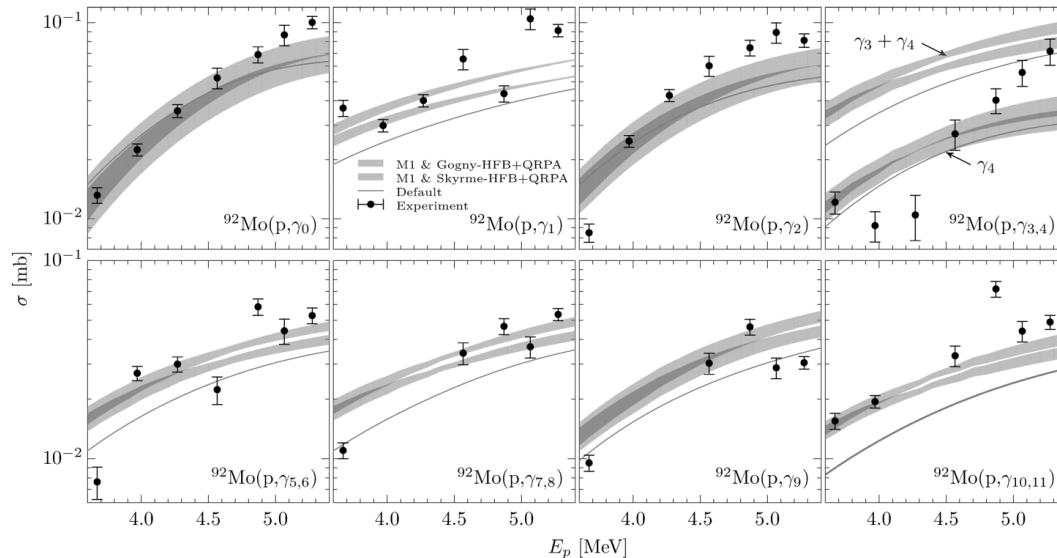 10⁻¹
10⁻²
⁹²Mo(p,γ₀)
M1 & Gogny-HFB+QRPA
M1 & Skyrme-HFB+QRPA
Default
Experiment
⁹²Mo(p,γ₁)
⁹²Mo(p,γ₂)
γ₃ + γ₄
γ₄
⁹²Mo(p,γ₃,₄)
σ [mb]
10⁻¹
10⁻²
⁹²Mo(p,γ₅,₆)
⁹²Mo(p,γ₇,₈)
⁹²Mo(p,γ₉)
⁹²Mo(p,γ₁₀,₁₁)
4.0 4.5 5.0 4.0 4.5 5.0 4.0 4.5 5.0 4.0 4.5 5.0
Eₚ [MeV]